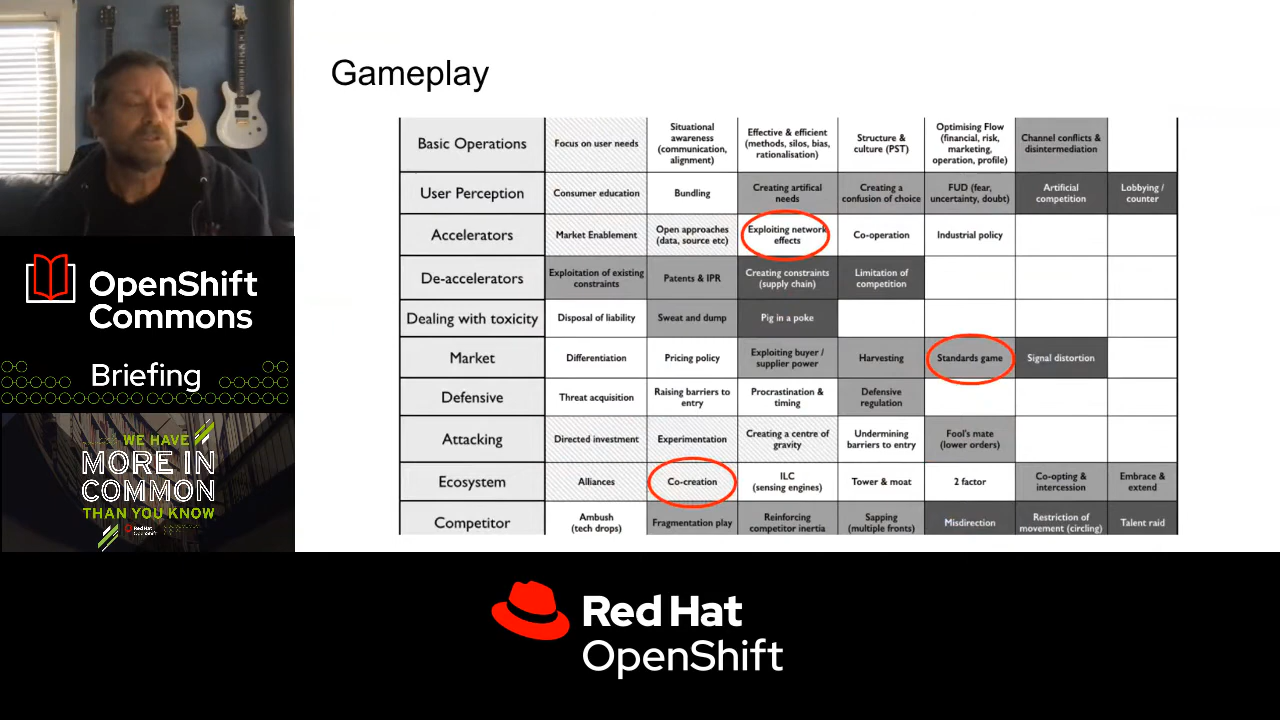 Gameplay
Basic Operations
Focus on user needs
Situational
awareness
(communication,
alignment)
Effective & efficient
(methods, silos, bias,
rationalisation)
Structure &
culture (PST)
Optimising Flow
(financial, risk,
marketing,
operation, profile)
Channel conflicts &
disintermediation
User Perception
Consumer education
Bundling
Creating artifical
needs
Creating a
confusion of choice
FUD (fear,
uncertainty, doubt)
Artificial
competition
Lobbying /
counter
Accelerators
Market Enablement
Open approaches
(data, source etc)
Exploiting network
effects
Co-operation
Industrial policy
De-accelerators
Exploitation of existing
constraints
Patents & IPR
Creating constraints
(supply chain)
Limitation of
competition
Dealing with toxicity
Disposal of liability
Sweat and dump
Pig in a poke
Market
Differentiation
Pricing policy
Exploiting buyer /
supplier power
Harvesting
Standards game
Signal distortion
Defensive
Threat acquisition
Raising barriers to
entry
Procrastination &
timing
Defensive
regulation
Attacking
Directed investment
Experimentation
Creating a centre of
gravity
Undermining
barriers to entry
Fool's mate
(lower orders)
Ecosystem
Alliances
Co-creation
ILC
(sensing engines)
Tower & moat
2 factor
Co-opting &
intercession
Embrace &
extend
Competitor
Ambush
(tech drops)
Fragmentation play
Reinforcing
competitor inertia
Sapping
(multiple fronts)
Misdirection
Restriction of
movement (circling)
Talent raid
OpenShift
Commons
Briefing
WE HAVE
MORE IN
COMMON
THAN YOU KNOW
Red Hat
OpenShift
Red Hat
OpenShift